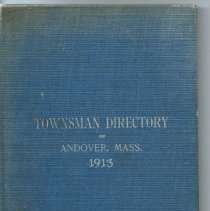 TOWNSMAN DIRECTORY
OF
ANDOVER, MASS.
1913